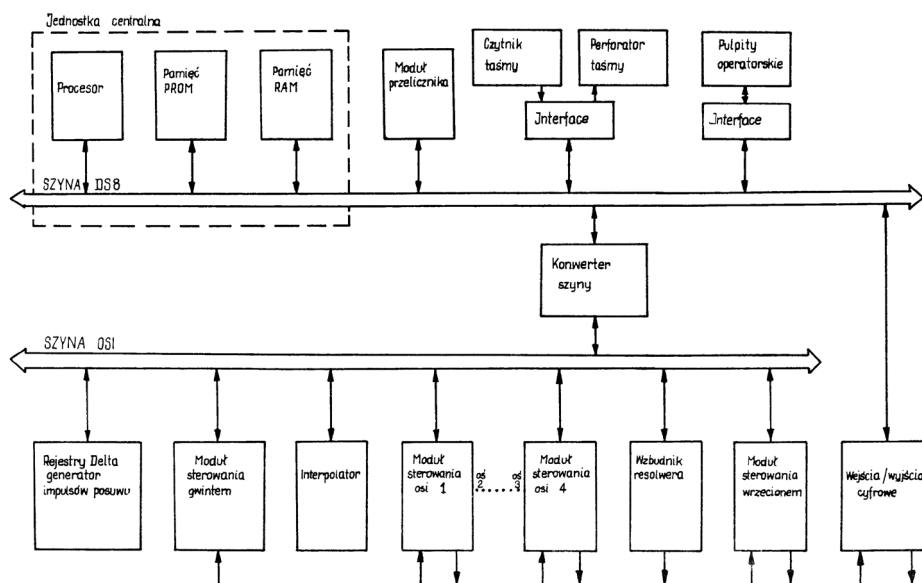 Jednostka centralna
Procesor
Pamięć
PROM
Pamięć
RAM
Moduł
przelicznika
Czytnik
taśmy
Perforator
taśmy
Interface
Pulpity
operatorskie
Interface
SZYNA DS8
Konwerter
szyny
SZYNA OSI
Rejestry Delta
generator
impulsów posuwu
Moduł
sterowania
gwintem
Interpolator
Moduł
sterowania
osi 1
oś 2
oś 3
Moduł
sterowania
osi 4
Wzbudnik
resolwera
Moduł
sterowania
wrzecionem
Wejścia/wyjścia
cyfrowe